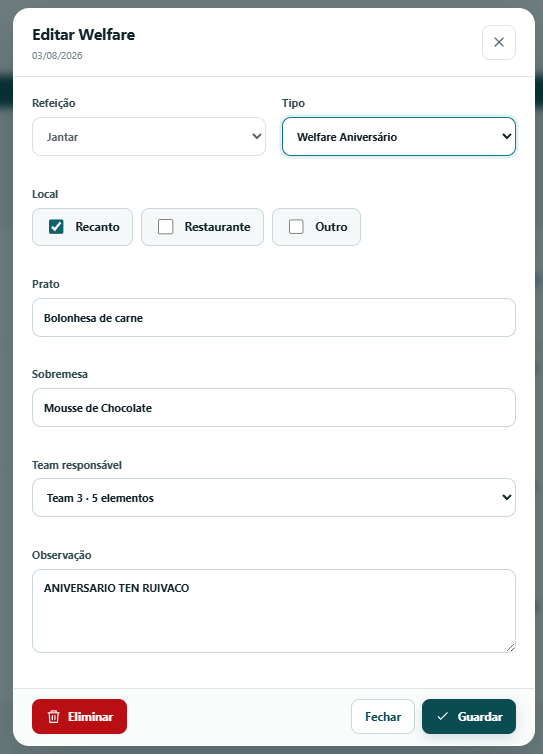 Editar Welfare
03/08/2026
Refeição
Tipo
Jantar
Welfare Aniversário
Local
Recanto
Restaurante
Outro
Prato
Bolonhesa de carne
Sobremesa
Mousse de Chocolate
Team responsável
Team 3 · 5 elementos
Observação
ANIVERSARIO TEN RUIVACO
Eliminar
Fechar
Guardar